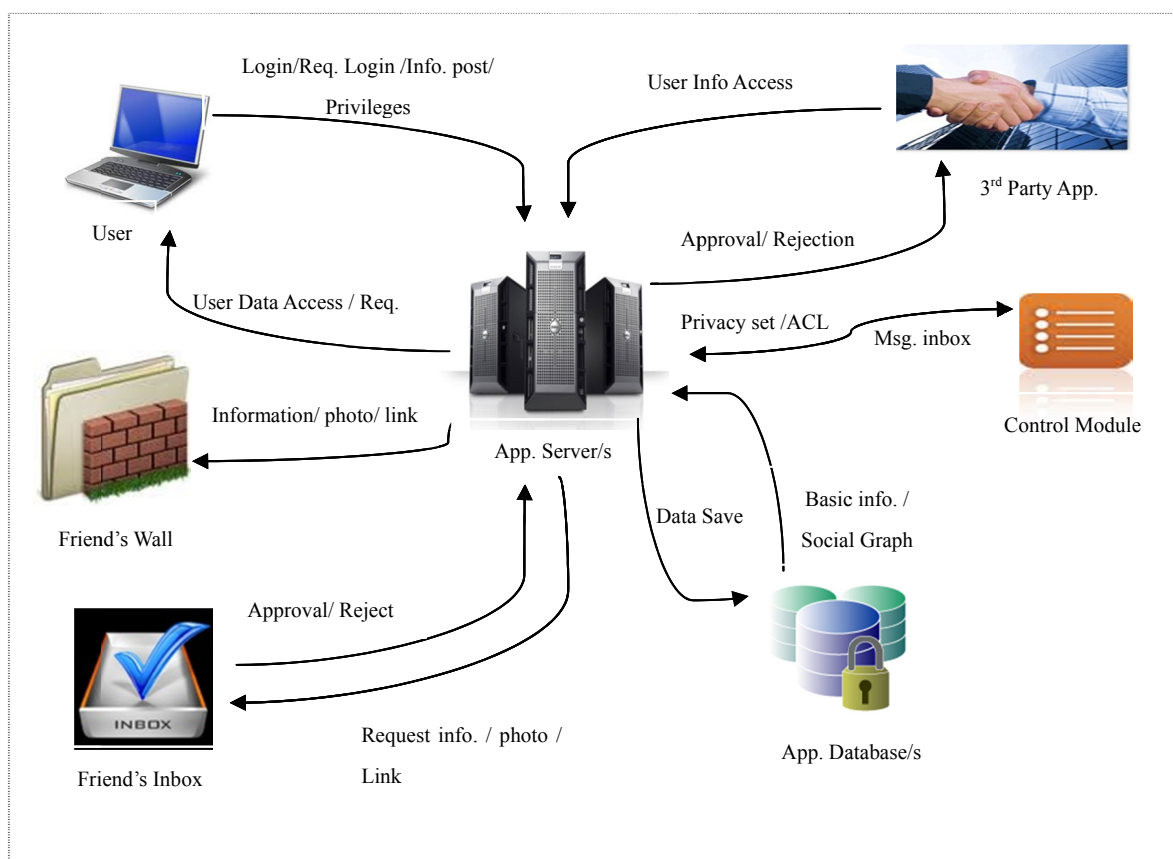 Login/Req. Login /Info. post/
Privileges
User Info Access
3rd Party App.
User
Approval/ Rejection
User Data Access / Req.
Privacy set /ACL
Msg. inbox
Information/ photo/ link
Control Module
App. Server/s
Friend’s Wall
Data Save
Basic info. /
Social Graph
Approval/ Reject
INBOX
Request info. / photo /
Link
App. Database/s
Friend’s Inbox